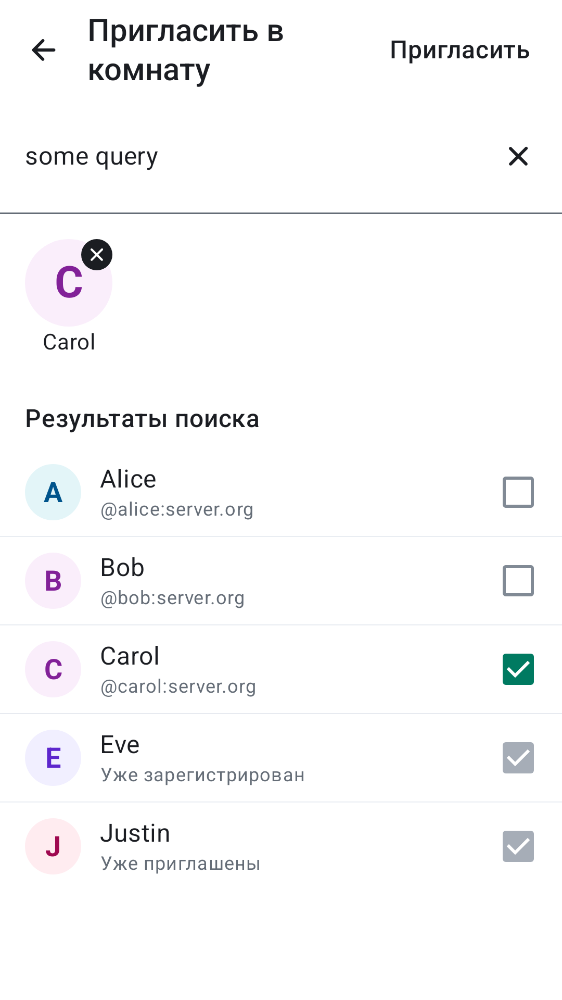 Пригласить в
комнату
Пригласить
some query
C
Carol
Результаты поиска
A
Alice
@alice:server.org
B
Bob
@bob:server.org
C
Carol
@carol:server.org
E
Eve
Уже зарегистрирован
J
Justin
Уже приглашены